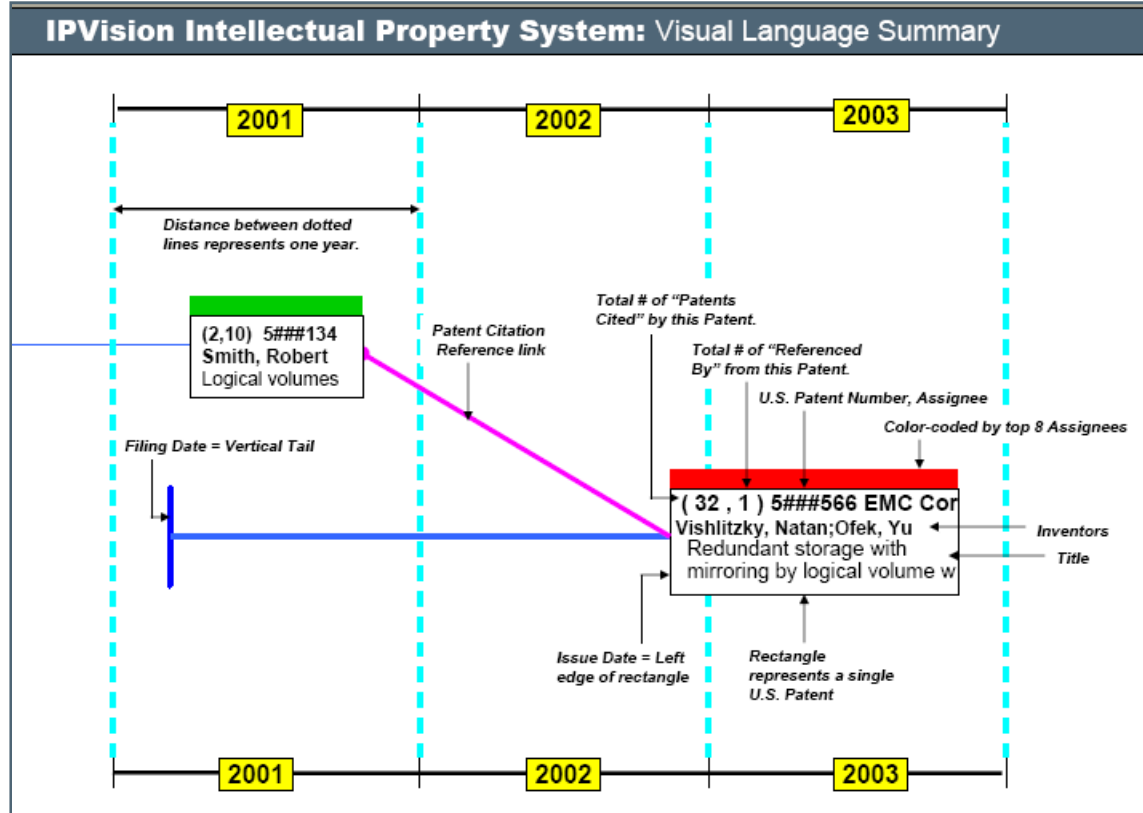 IPVision Intellectual Property System: Visual Language Summary
2001
2002
2003
Distance between dotted
lines represents one year.
(2,10) 5###134
Smith, Robert
Logical volumes
Patent Citation
Reference link
Total # of “Patents
Cited” by this Patent.
Total # of “Referenced
By” from this Patent.
U.S. Patent Number, Assignee
Color-coded by top 8 Assignees
Filing Date = Vertical Tail
( 32 , 1 ) 5###566 EMC Cor
Vishlitzky, Natan;Ofek, Yu
Redundant storage with
mirroring by logical volume w
Inventors
Title
Issue Date = Left
edge of rectangle
Rectangle
represents a single
U.S. Patent
2001
2002
2003